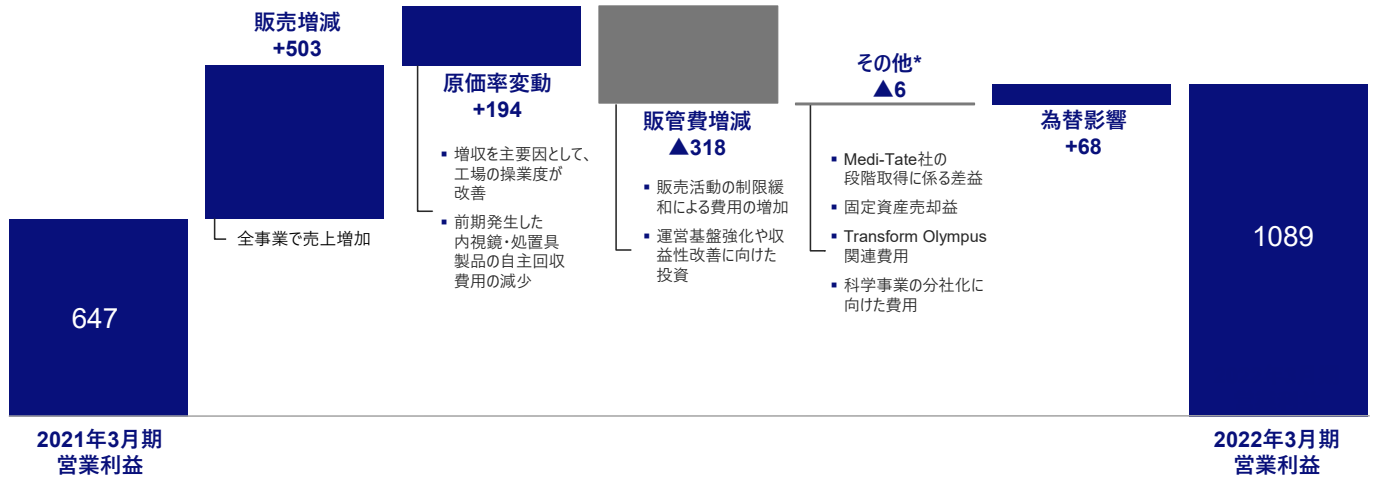 販売増減
+503
全事業で売上増加
原価率変動
+194
▪ 増収を主要因として、
工場の操業度が
改善
▪ 前期発生した
内視鏡・処置具
製品の自主回収
費用の減少
販管費増減
▲318
▪ 販売活動の制限緩
和による費用の増加
▪ 運営基盤強化や収
益性改善に向けた
投資
その他*
▲6
▪ Medi-Tate社の
段階取得に係る差益
▪ 固定資産売却益
▪ Transform Olympus
関連費用
▪ 科学事業の分社化に
向けた費用
為替影響
+68
647
1089
2021年3月期
営業利益
2022年3月期
営業利益